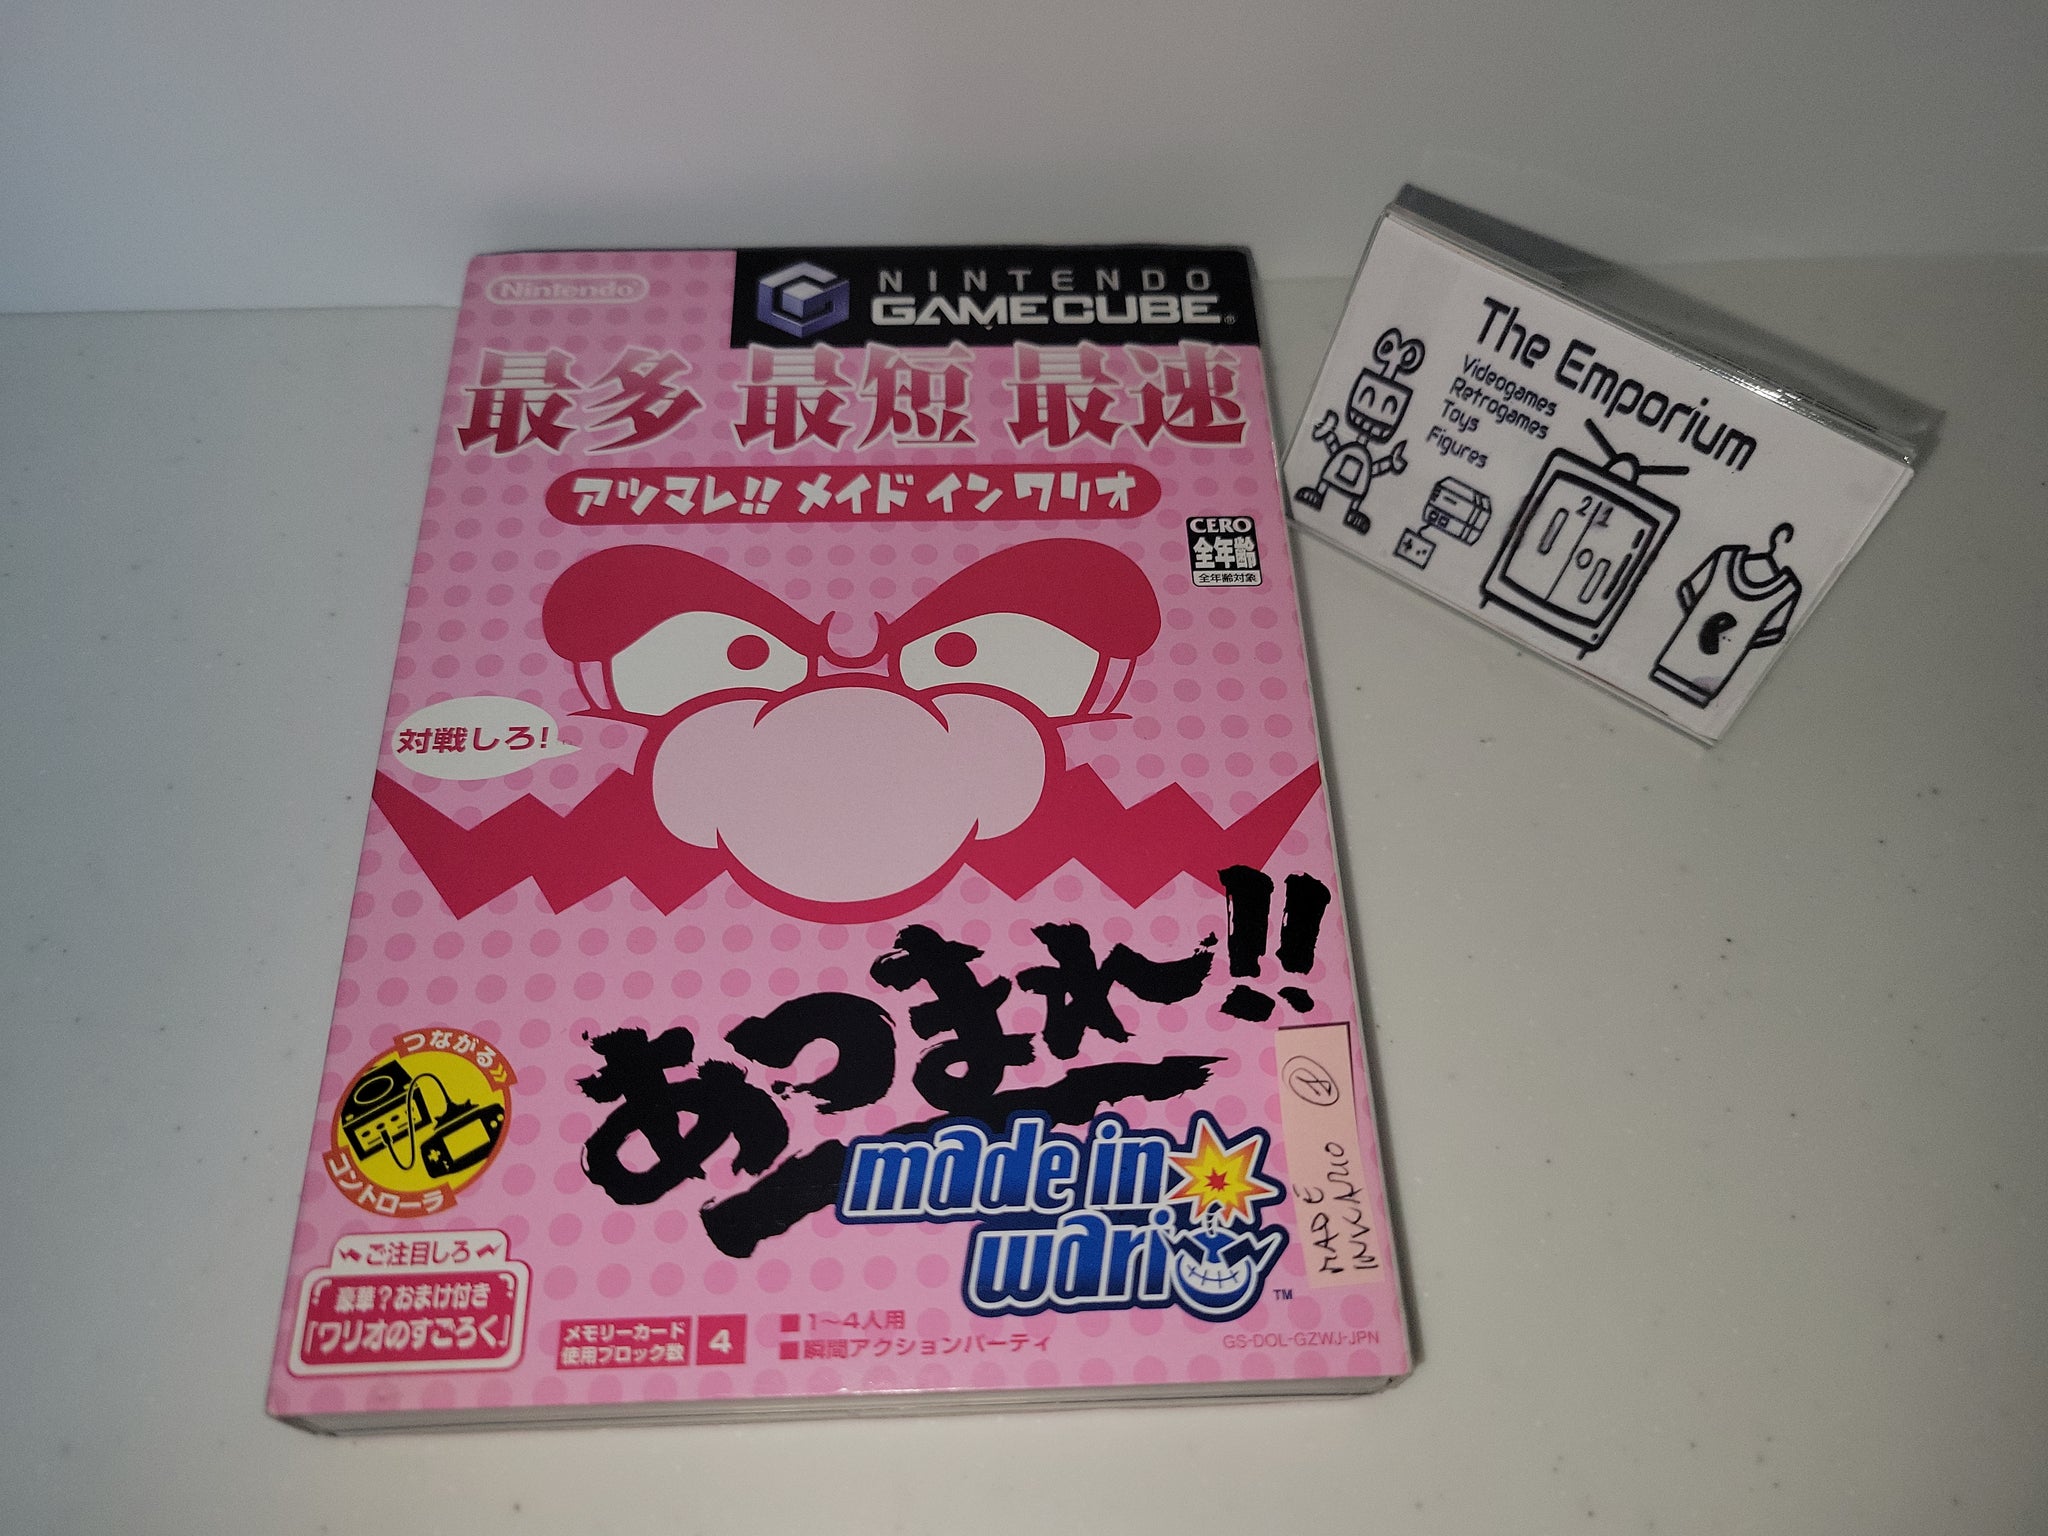 Nintendo
NINTENDO
GAMECUBE
最多 最短 最速
アツマレ!! メイド イン ワリオ
CERO
全年齢
全年齢対象
対戦しろ!
あつまれー!!
made in
wario
TM
つながる》
コントローラ
ご注目しろ
豪華?おまけ付き
「ワリオのすごろく」
メモリーカード
使用ブロック数
4
■1〜4人用
■瞬間アクションパーティ
GS-DOL-GZWJ-JPN
The Emporium
Videogames
Retrogames
Toys
Figures
21